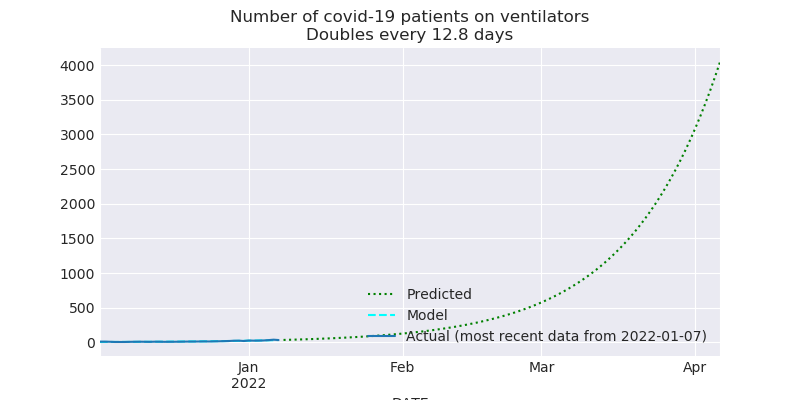 Number of covid-19 patients on ventilators
Doubles every 12.8 days
4000
3500
3000
2500
2000
1500
1000
500
0
Predicted
Model
Actual (most recent data from 2022-01-07)
Jan
2022
Feb
Mar
Apr
DATE